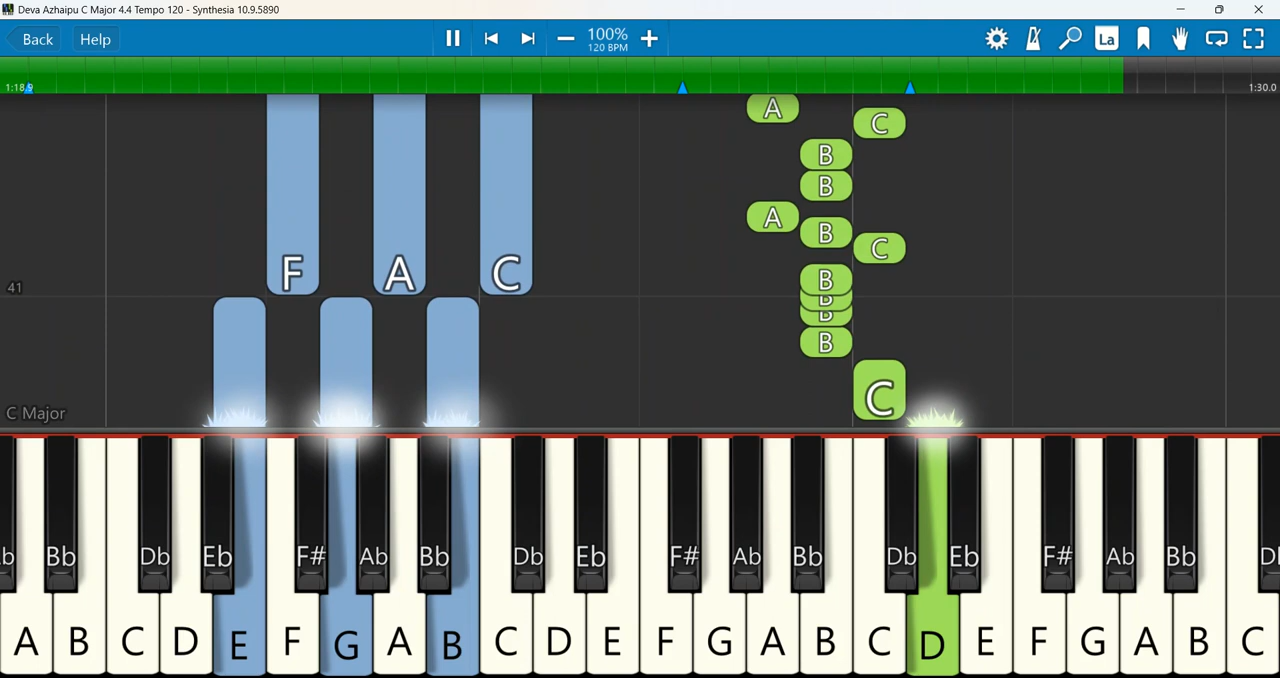 Deva Azhaipu C Major 4.4 Tempo 120 - Synthesia 10.9.5890
Back Help 100% La
120 BPM
1:18.9 1:30.0
A C
B
B
A B C
F A C B
41 B
B
B
C Major C
Bb Db Eb F# Ab Bb Db Eb F# Ab Bb Db Eb F# Ab Bb
A B C D E F G A B C D E F G A B C D E F G A B C